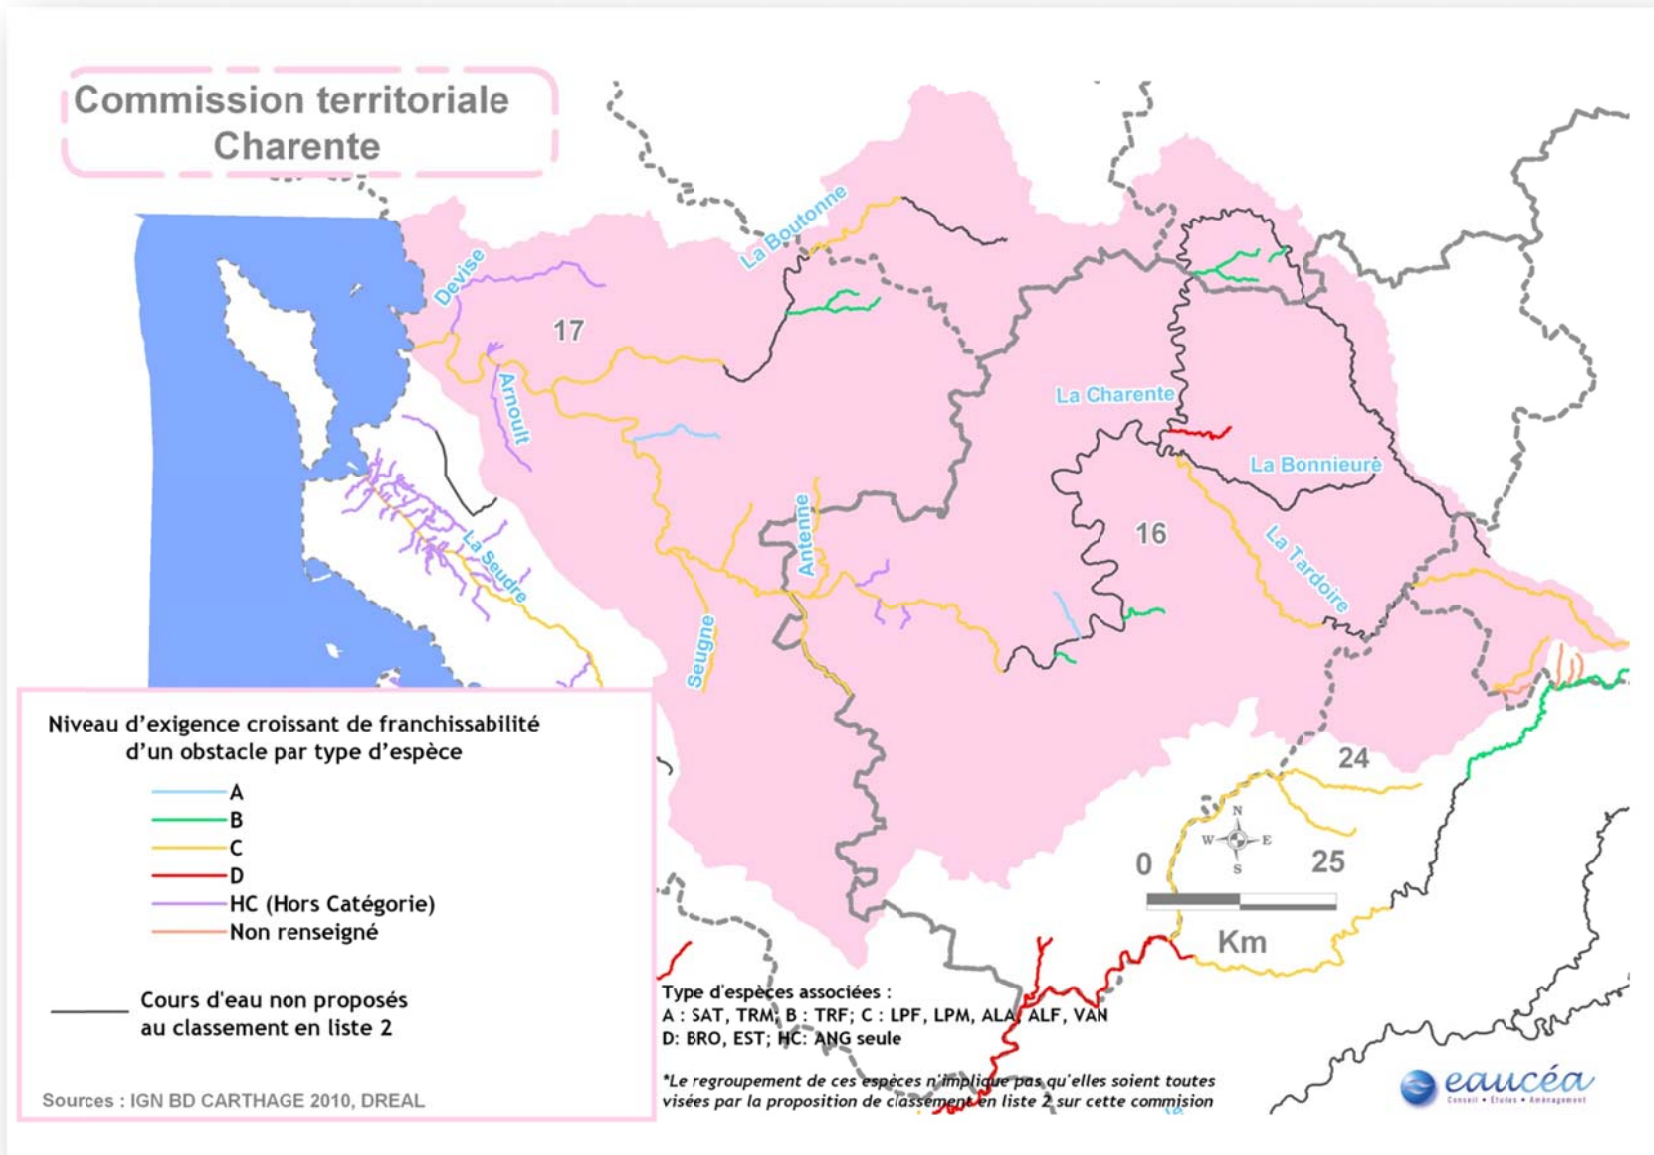 Commission territoriale
Charente
La Boutonne
Devise
17
Arnoult
La Charente
La Bonnieure
Antenne
16
La Tardoire
La Seudre
Seugne
24
Niveau d'exigence croissant de franchissabilité
d'un obstacle par type d'espèce
A
B
C
D
HC (Hors Catégorie)
Non renseigné
Cours d'eau non proposés
au classement en liste 2
Sources : IGN BD CARTHAGE 2010, DREAL
N
W E
S
0 25
Km
Type d'espèces associées :
A : SAT, TRM; B : TRF; C : LPF, LPM, ALA, ALF, VAN
D: BRO, EST; HC: ANG seule
*Le regroupement de ces espèces n'implique pas qu'elles soient toutes
visées par la proposition de classement en liste 2 sur cette commision
eaucéa
Conseil • Etudes • Aménagement